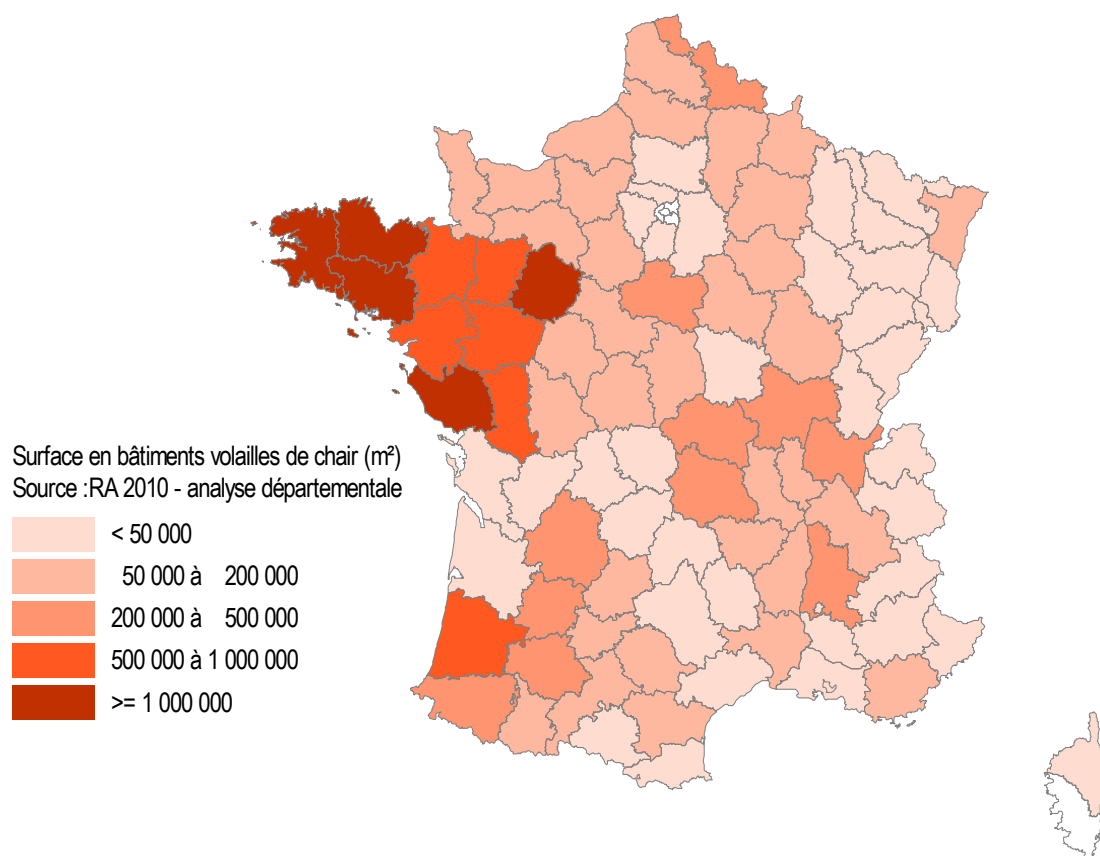 Surface en bâtiments volailles de chair (m²)
Source :RA 2010 - analyse départementale
< 50 000
50 000 à 200 000
200 000 à 500 000
500 000 à 1 000 000
>= 1 000 000